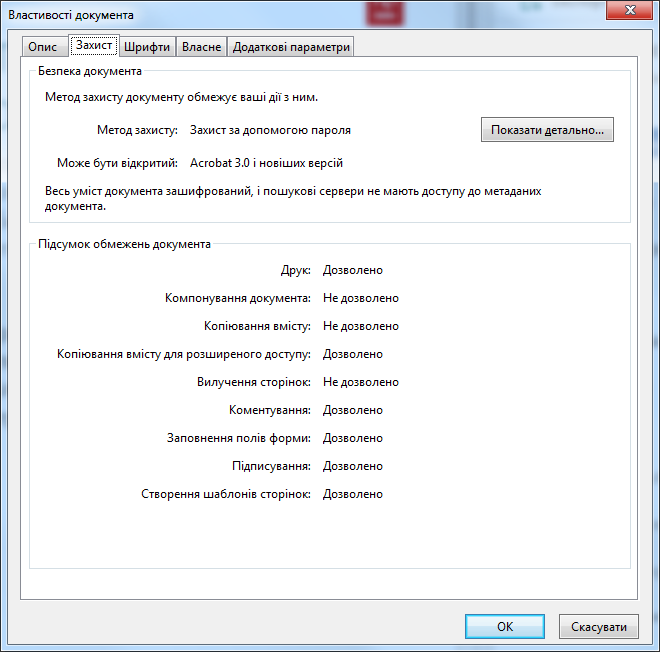 Властивості документа
Опис Захист Шрифти Власне Додаткові параметри
Безпека документа
Метод захисту документу обмежує ваші дії з ним.
Метод захисту: Захист за допомогою пароля Показати детально...
Може бути відкритий: Acrobat 3.0 і новіших версій
Весь уміст документа зашифрований, і пошукові сервери не мають доступу до метаданих
документа.
Підсумок обмежень документа
Друк: Дозволено
Компонування документа: Не дозволено
Копіювання вмісту: Не дозволено
Копіювання вмісту для розширеного доступу: Дозволено
Вилучення сторінок: Не дозволено
Коментування: Дозволено
Заповнення полів форми: Дозволено
Підписування: Дозволено
Створення шаблонів сторінок: Дозволено
OK Скасувати